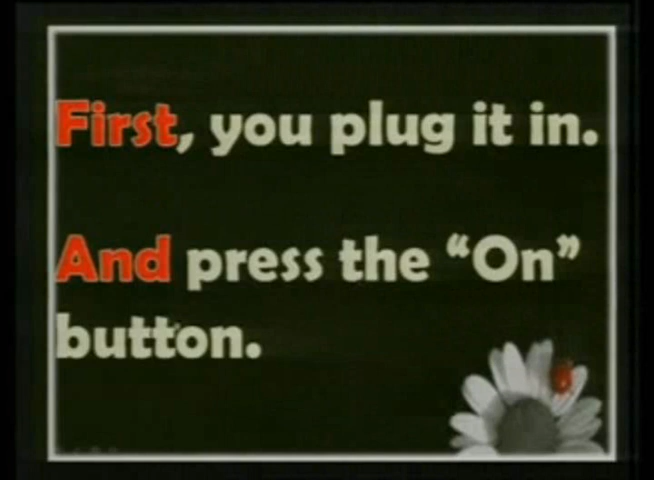 First, you plug it in.
And press the “On”
button.